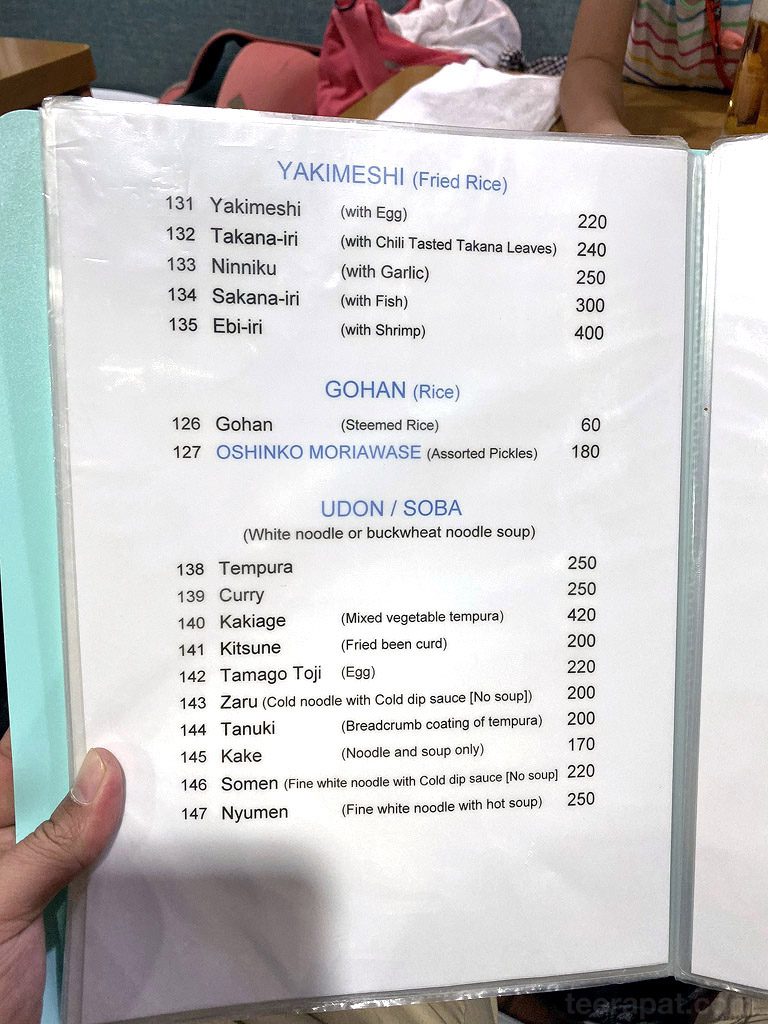 YAKIMESHI (Fried Rice)
131 Yakimeshi (with Egg) 220
132 Takana-iri (with Chili Tasted Takana Leaves) 240
133 Ninniku (with Garlic) 250
134 Sakana-iri (with Fish) 300
135 Ebi-iri (with Shrimp) 400
GOHAN (Rice)
126 Gohan (Steemed Rice) 60
127 OSHINKO MORIAWASE (Assorted Pickles) 180
UDON / SOBA
(White noodle or buckwheat noodle soup)
138 Tempura 250
139 Curry 250
140 Kakiage (Mixed vegetable tempura) 420
141 Kitsune (Fried been curd) 200
142 Tamago Toji (Egg) 220
143 Zaru (Cold noodle with Cold dip sauce [No soup]) 200
144 Tanuki (Breadcrumb coating of tempura) 200
145 Kake (Noodle and soup only) 170
146 Somen (Fine white noodle with Cold dip sauce [No soup] 220
147 Nyumen (Fine white noodle with hot soup) 250
teerapat.com